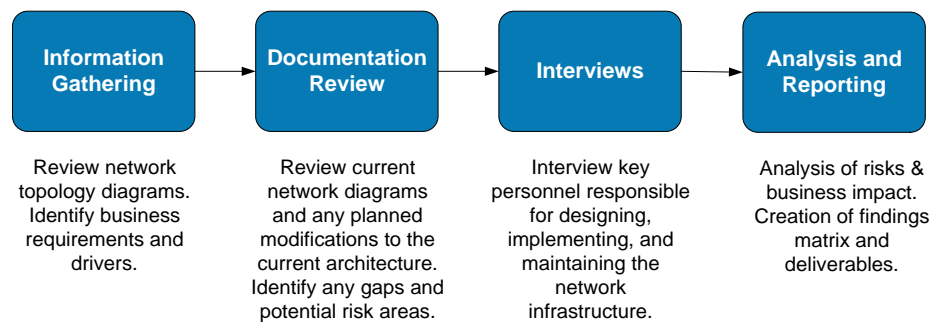 Information
Gathering
Documentation
Review
Interviews
Analysis and
Reporting
Review network
topology diagrams.
Identify business
requirements and
drivers.
Review current
network diagrams
and any planned
modifications to the
current architecture.
Identify any gaps and
potential risk areas.
Interview key
personnel responsible
for designing,
implementing, and
maintaining the
network
infrastructure.
Analysis of risks &
business impact.
Creation of findings
matrix and
deliverables.